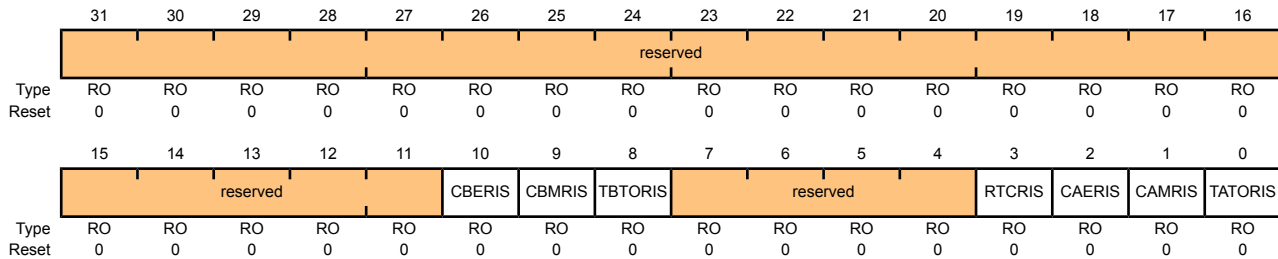 31 30 29 28 27 26 25 24 23 22 21 20 19 18 17 16
reserved
Type RO RO RO RO RO RO RO RO RO RO RO RO RO RO RO RO
Reset 0 0 0 0 0 0 0 0 0 0 0 0 0 0 0 0
15 14 13 12 11 10 9 8 7 6 5 4 3 2 1 0
reserved CBERIS CBMRIS TBTORIS reserved RTCRIS CAERIS CAMRIS TATORIS
Type RO RO RO RO RO RO RO RO RO RO RO RO RO RO RO RO
Reset 0 0 0 0 0 0 0 0 0 0 0 0 0 0 0 0